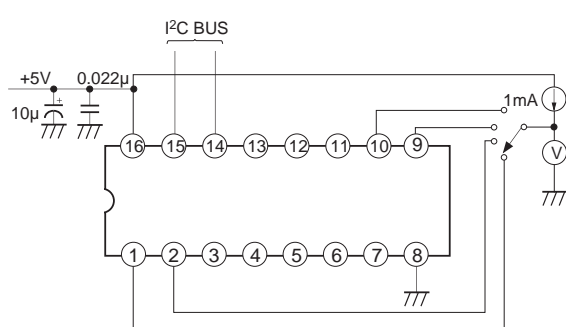 I²C BUS
+5V 0.022μ
10μ + 1mA
16 15 14 13 12 11 10 9
V
1 2 3 4 5 6 7 8